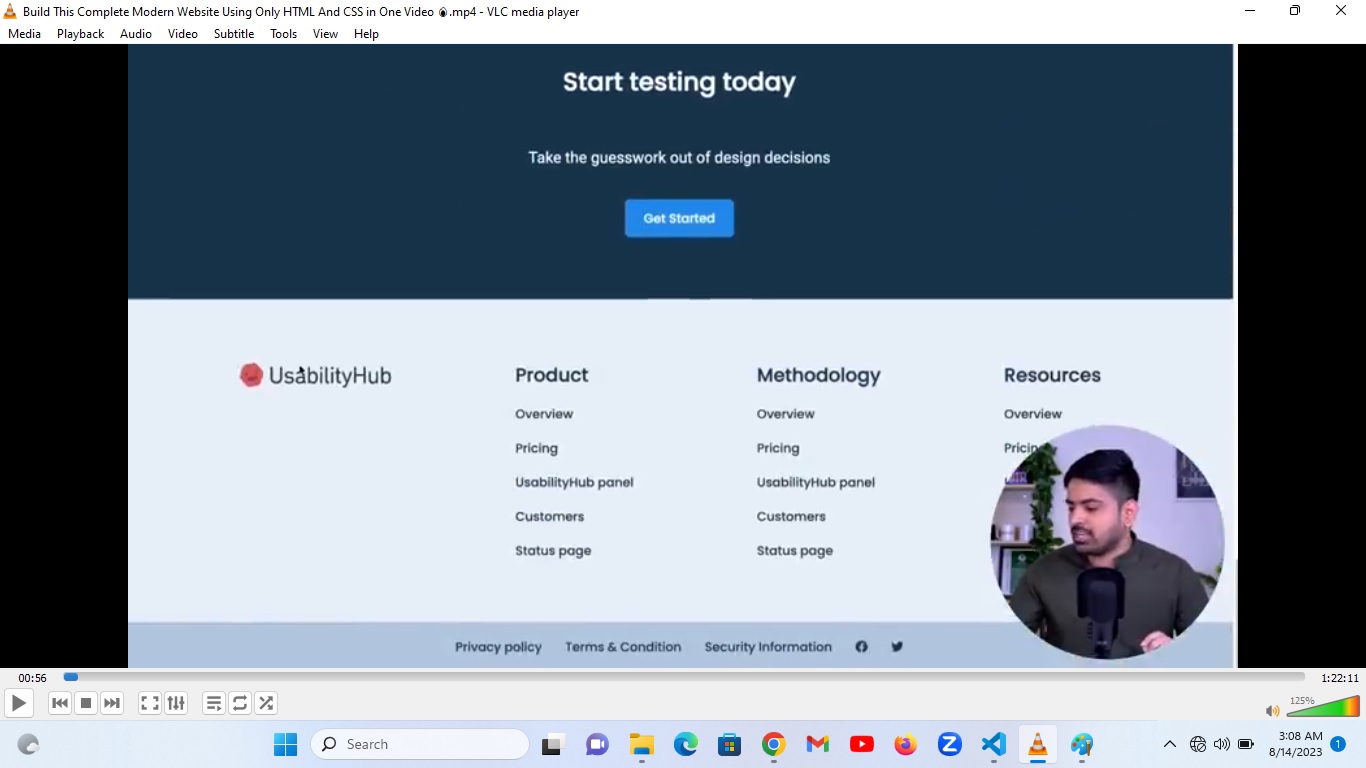 Build This Complete Modern Website Using Only HTML And CSS in One Video 🔥.mp4 - VLC media player
Media Playback Audio Video Subtitle Tools View Help
Start testing today
Take the guesswork out of design decisions
Get Started
UsabilityHub
Product
Overview
Pricing
UsabilityHub panel
Customers
Status page
Methodology
Overview
Pricing
UsabilityHub panel
Customers
Status page
Resources
Overview
Privacy policy Terms & Condition Security Information
00:56
1:22:11
125%
Search
3:08 AM
8/14/2023
1